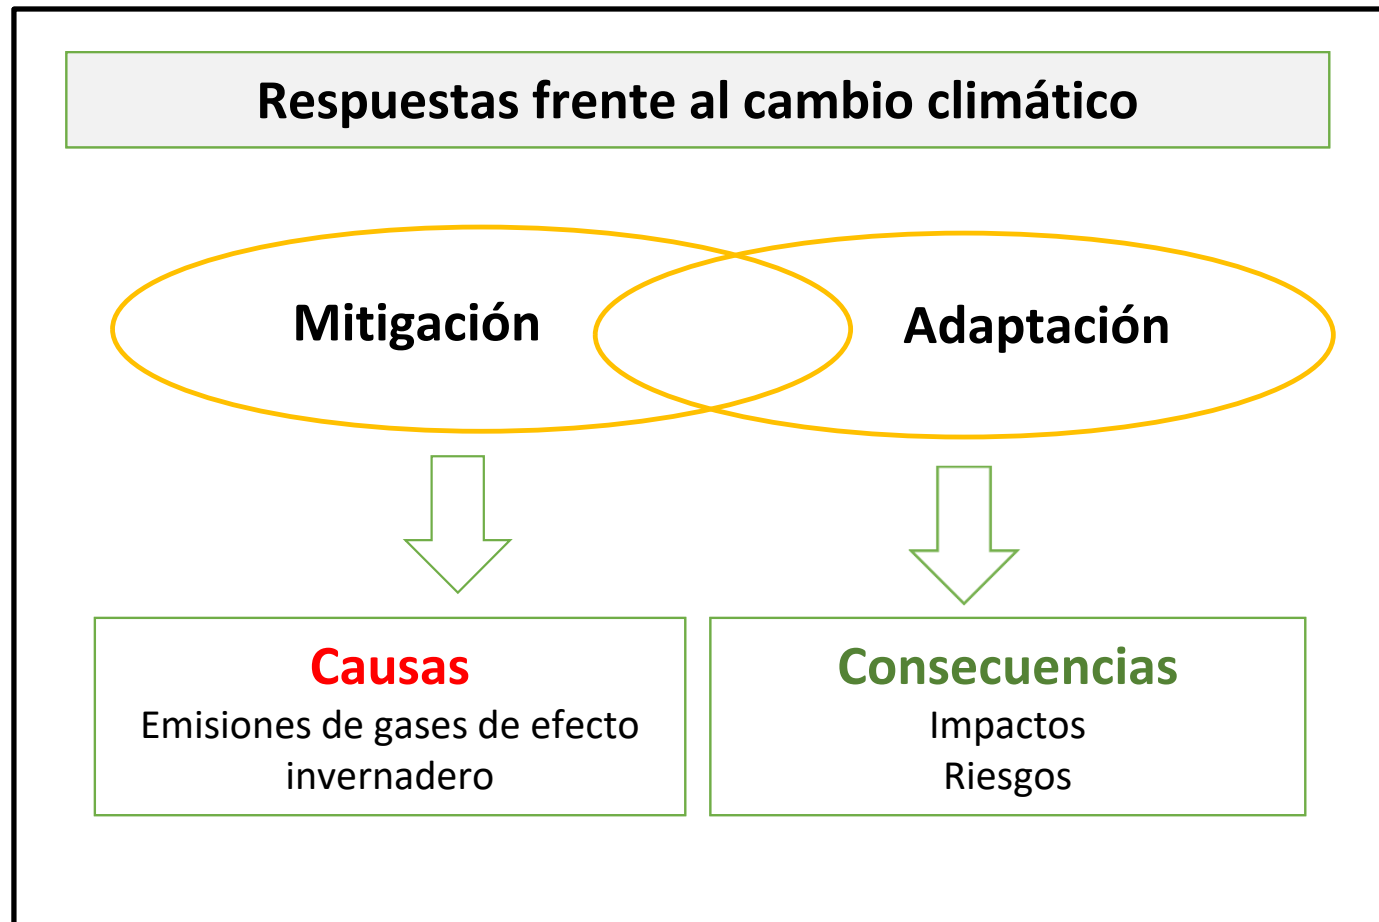 Respuestas frente al cambio climático
Mitigación
Adaptación
Causas
Emisiones de gases de efecto
invernadero
Consecuencias
Impactos
Riesgos